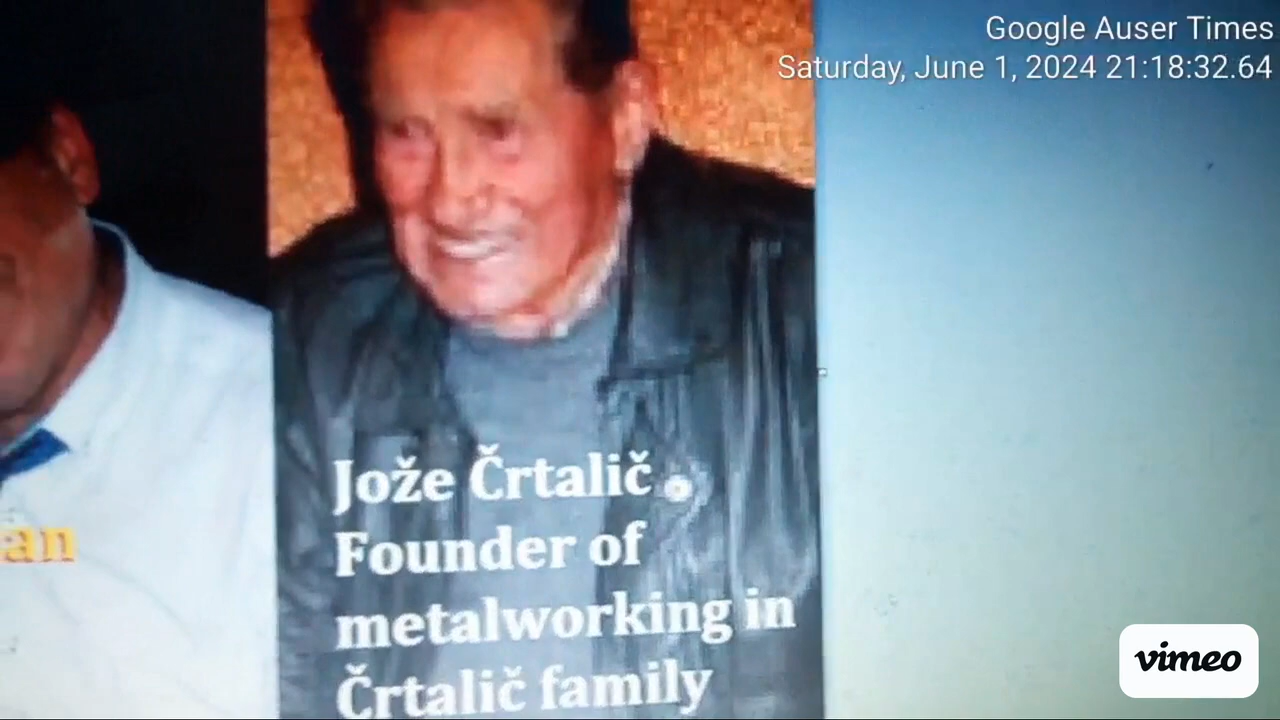 Google Auser Times
Saturday, June 1, 2024 21:18:32.64
an
Jože Črtalič
Founder of
metalworking in
Črtalič family
vimeo